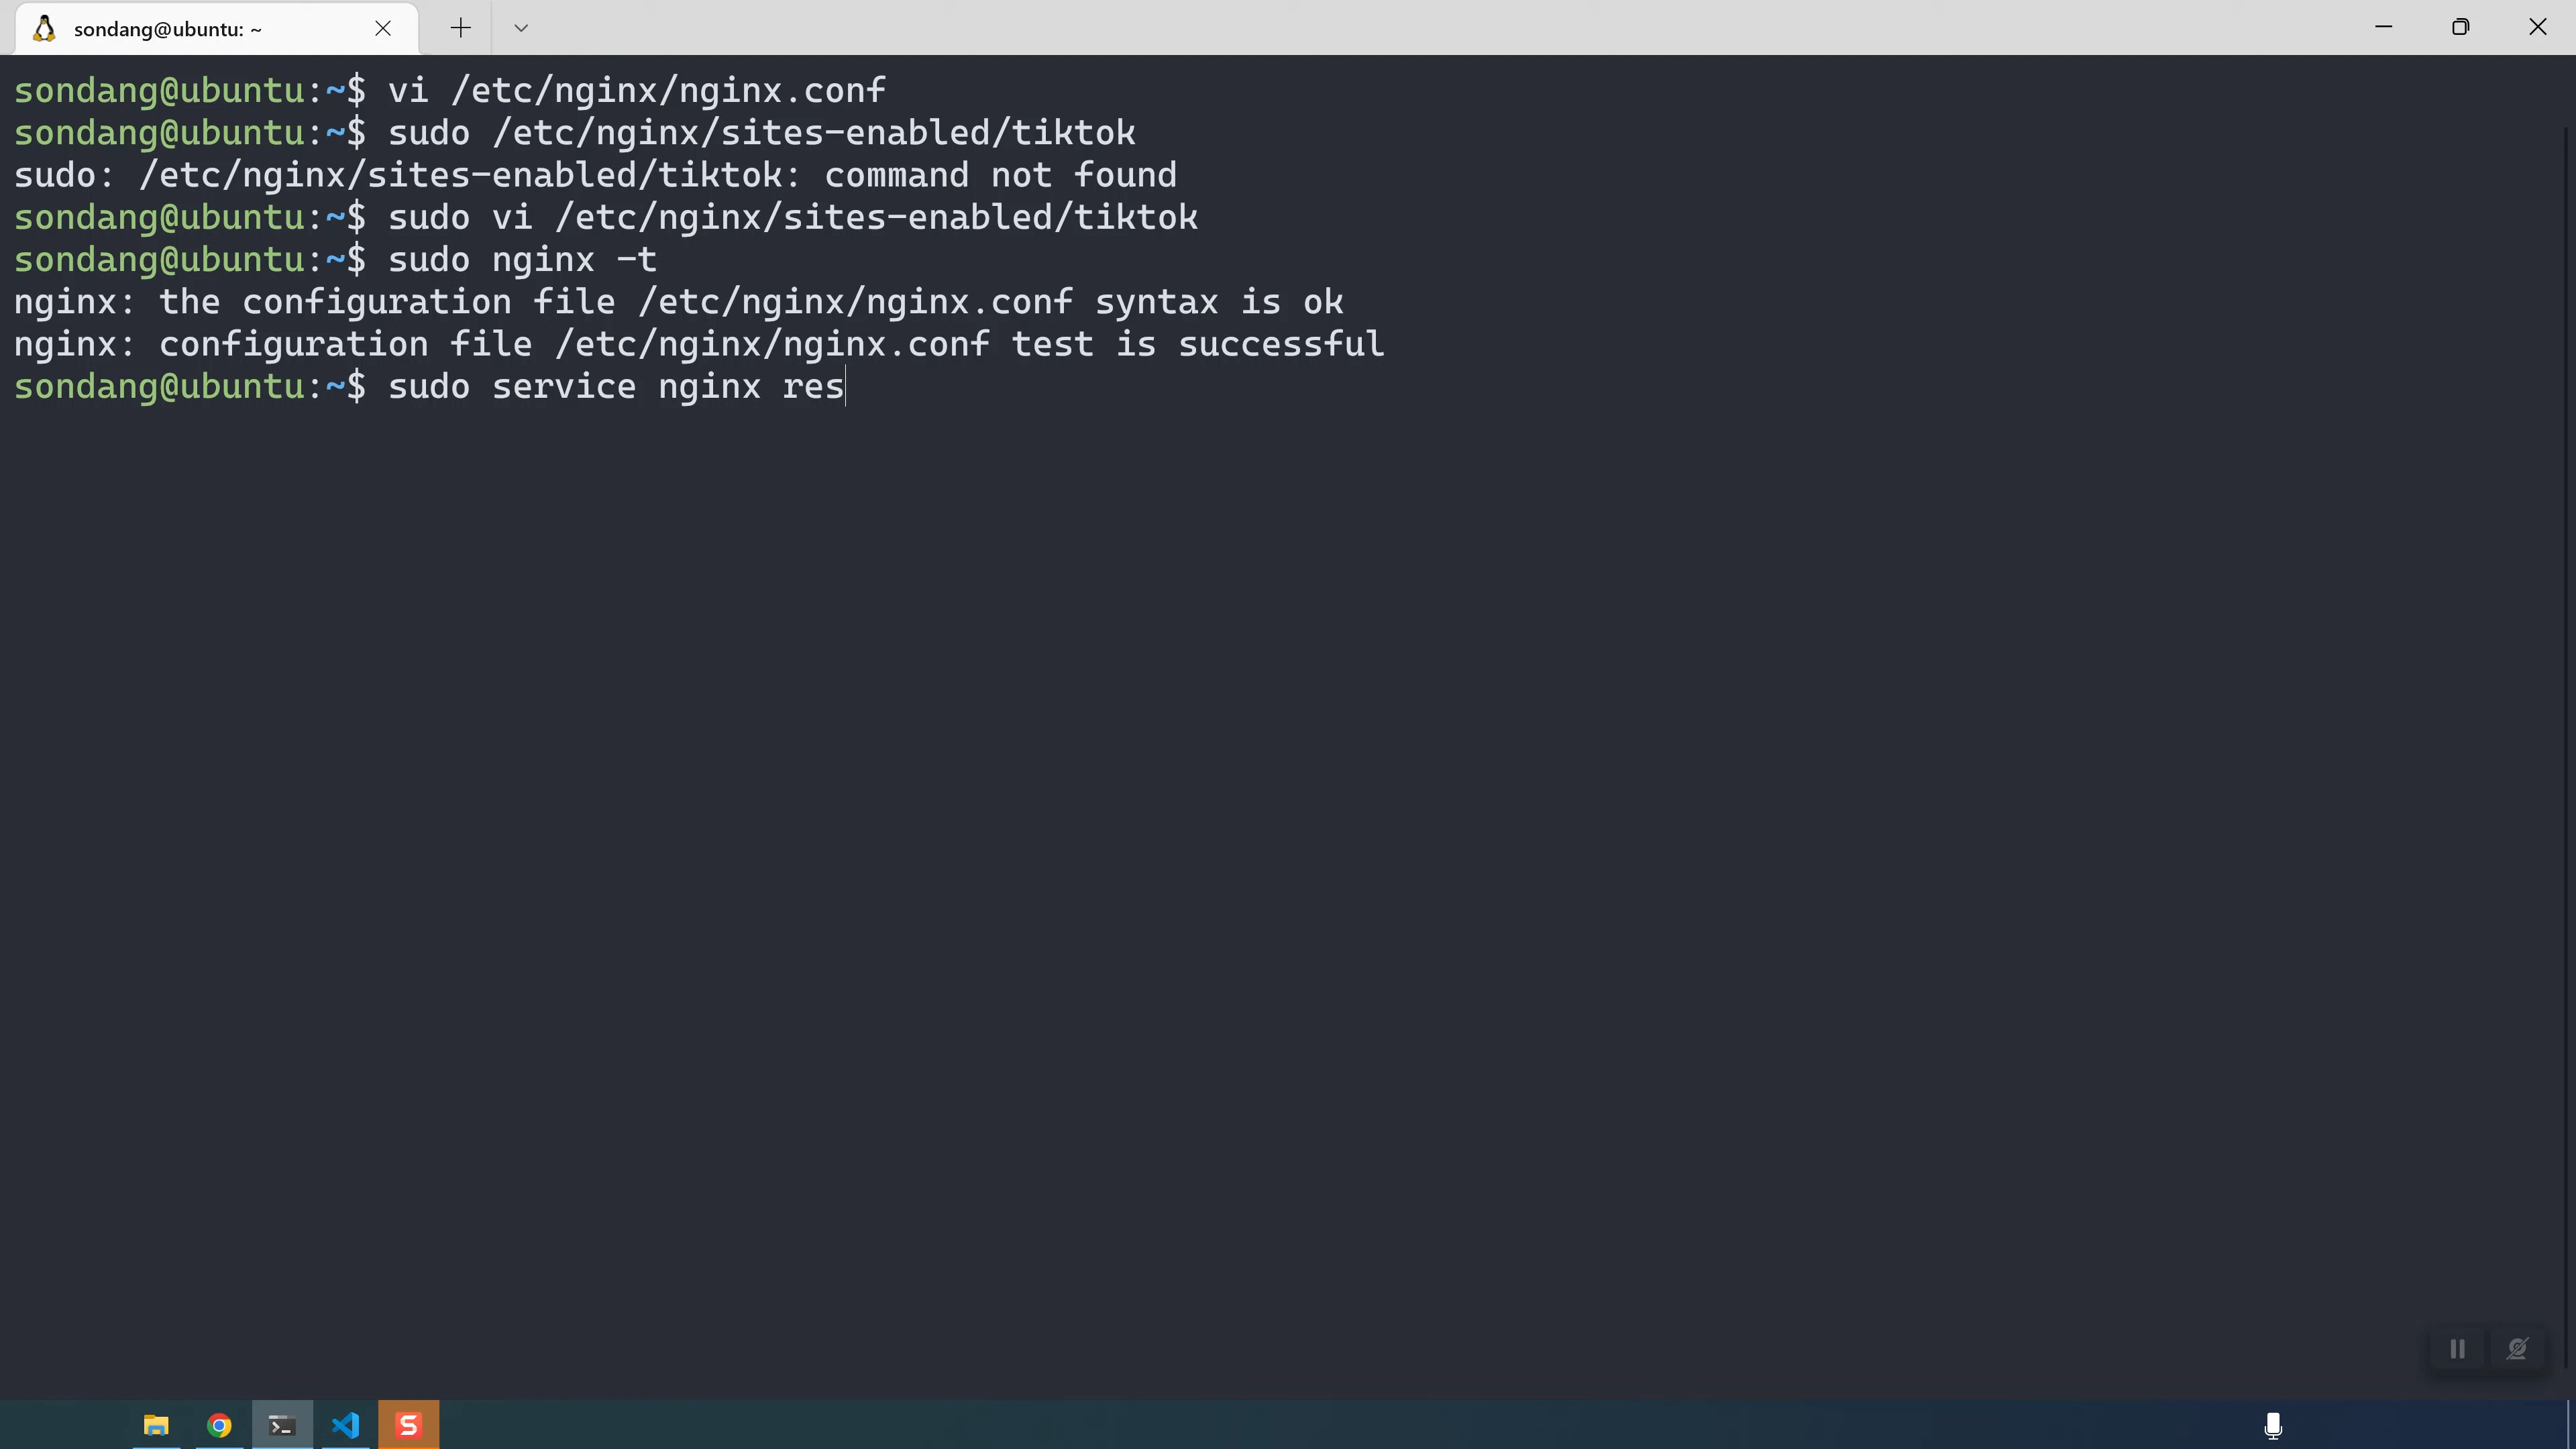 sondang@ubuntu: ~
sondang@ubuntu:~$ vi /etc/nginx/nginx.conf
sondang@ubuntu:~$ sudo /etc/nginx/sites-enabled/tiktok
sudo: /etc/nginx/sites-enabled/tiktok: command not found
sondang@ubuntu:~$ sudo vi /etc/nginx/sites-enabled/tiktok
sondang@ubuntu:~$ sudo nginx -t
nginx: the configuration file /etc/nginx/nginx.conf syntax is ok
nginx: configuration file /etc/nginx/nginx.conf test is successful
sondang@ubuntu:~$ sudo service nginx res